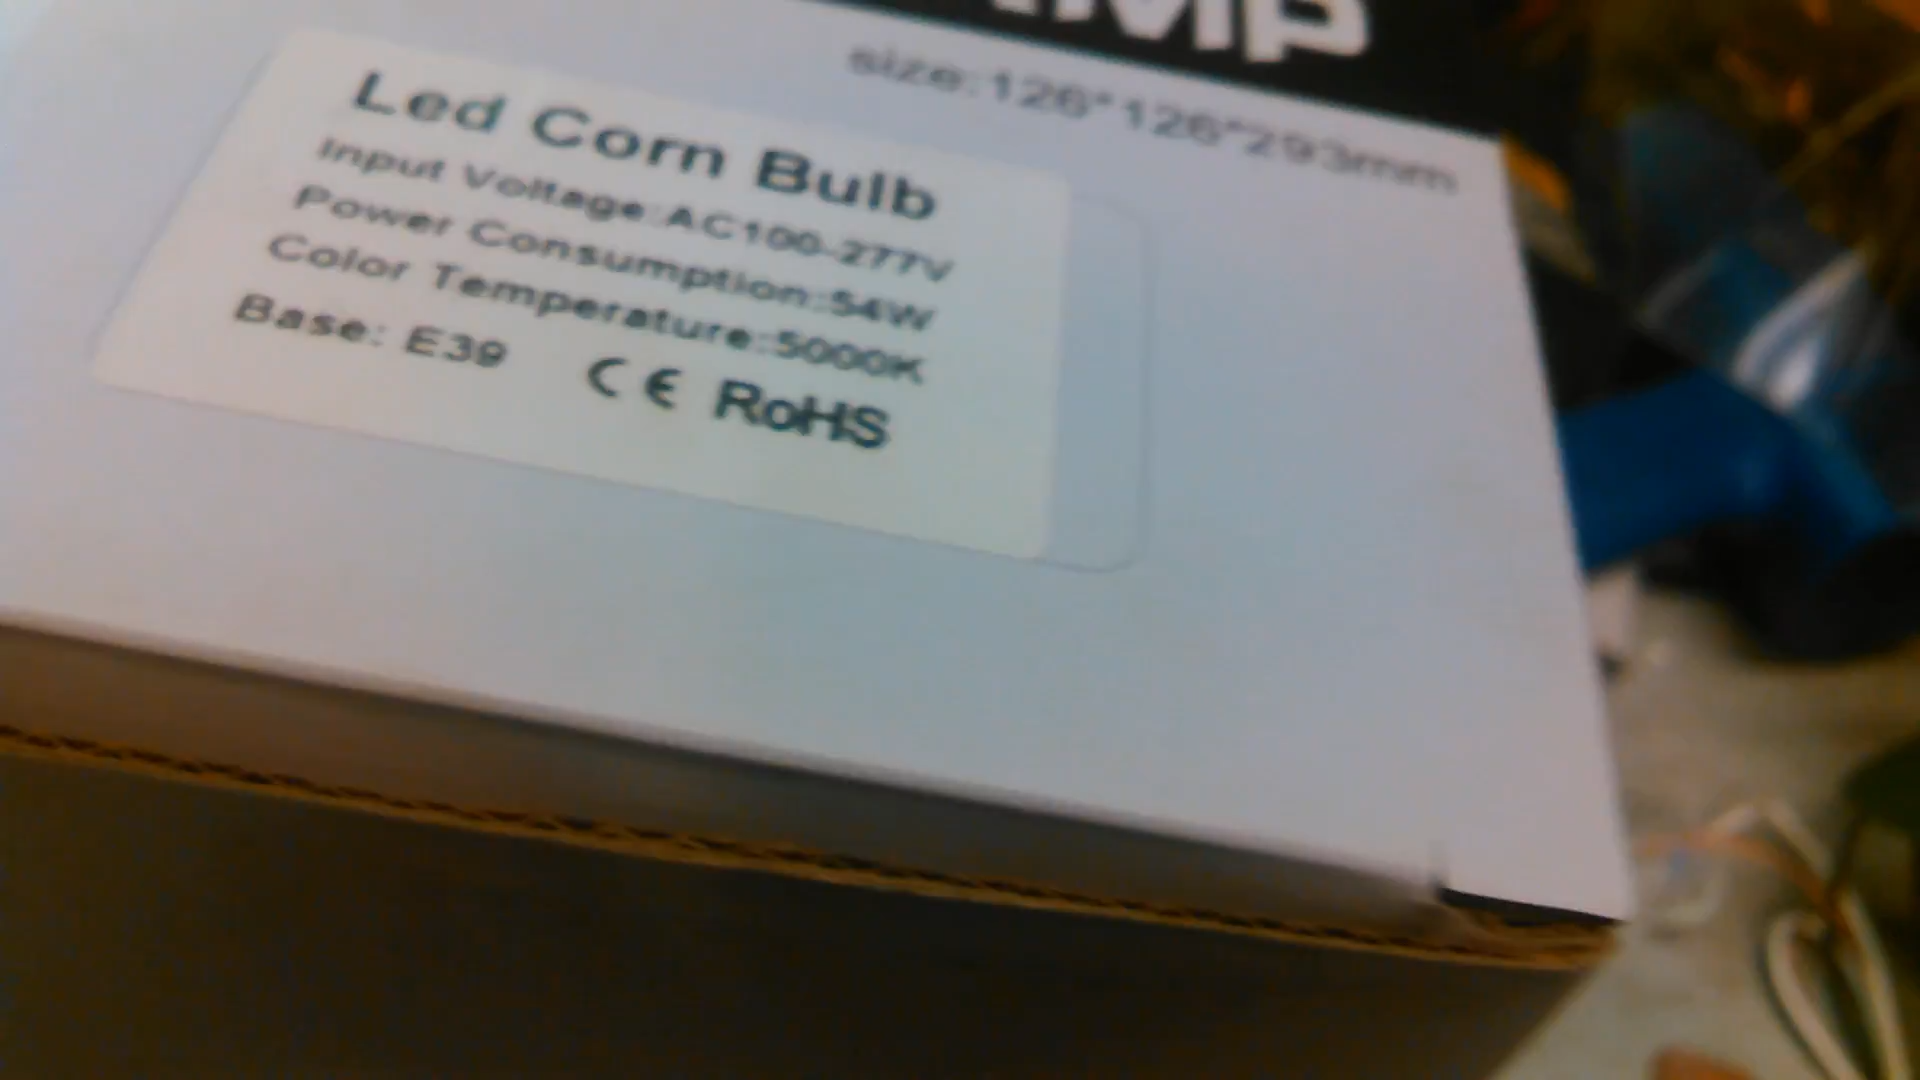 size:126*126*293mm
Led Corn Bulb
Input Voltage:AC100-277V
Power Consumption:54W
Color Temperature:5000K
Base: E39 CE RoHS